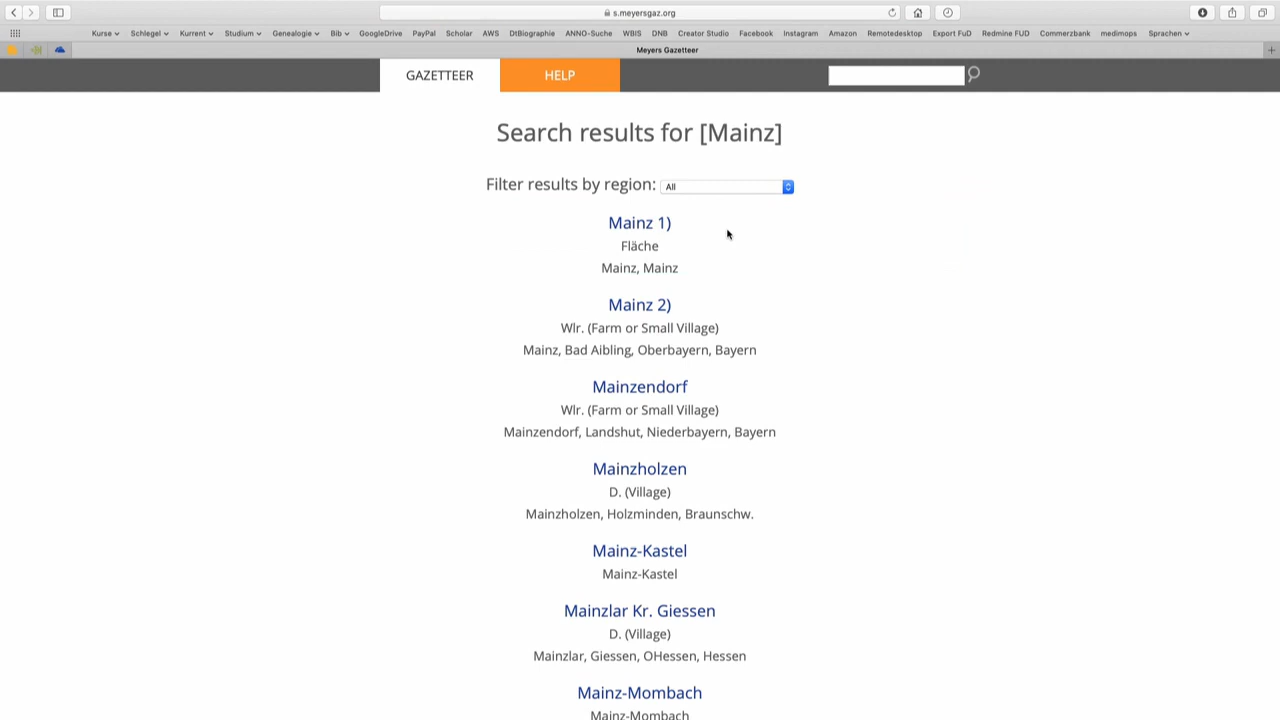 s.meyersgaz.org
Kurse Schlegel Kurrent Studium Genealogie Bib GoogleDrive PayPal Scholar AWS DtBiographie ANNO-Suche WBIS DNB Creator Studio Facebook Instagram Amazon Remotedesktop Export FuD Redmine FUD Commerzbank medimops Sprachen
Meyers Gazetteer
GAZETTEER HELP
Search results for [Mainz]
Filter results by region: All
Mainz 1)
Fläche
Mainz, Mainz
Mainz 2)
Wlr. (Farm or Small Village)
Mainz, Bad Aibling, Oberbayern, Bayern
Mainzendorf
Wlr. (Farm or Small Village)
Mainzendorf, Landshut, Niederbayern, Bayern
Mainzholzen
D. (Village)
Mainzholzen, Holzminden, Braunschw.
Mainz-Kastel
Mainz-Kastel
Mainzlar Kr. Giessen
D. (Village)
Mainzlar, Giessen, OHessen, Hessen
Mainz-Mombach
Mainz-Mombach